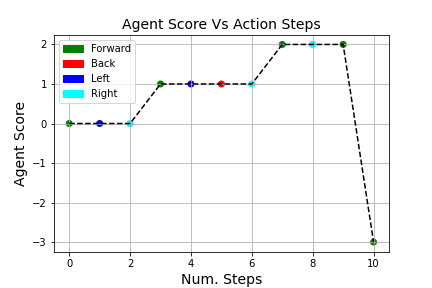 Agent Score Vs Action Steps
Forward
Back
Left
Right
2
1
0
−1
−2
−3
Agent Score
0 2 4 6 8 10
Num. Steps